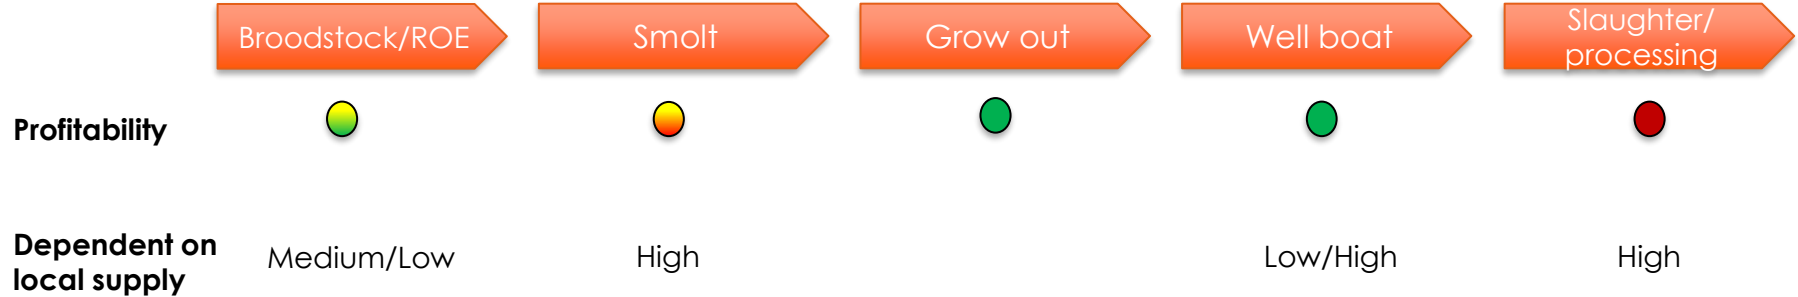 Broodstock/ROE
Smolt
Grow out
Well boat
Slaughter/
processing
Profitability
Dependent on
local supply
Medium/Low
High
Low/High
High